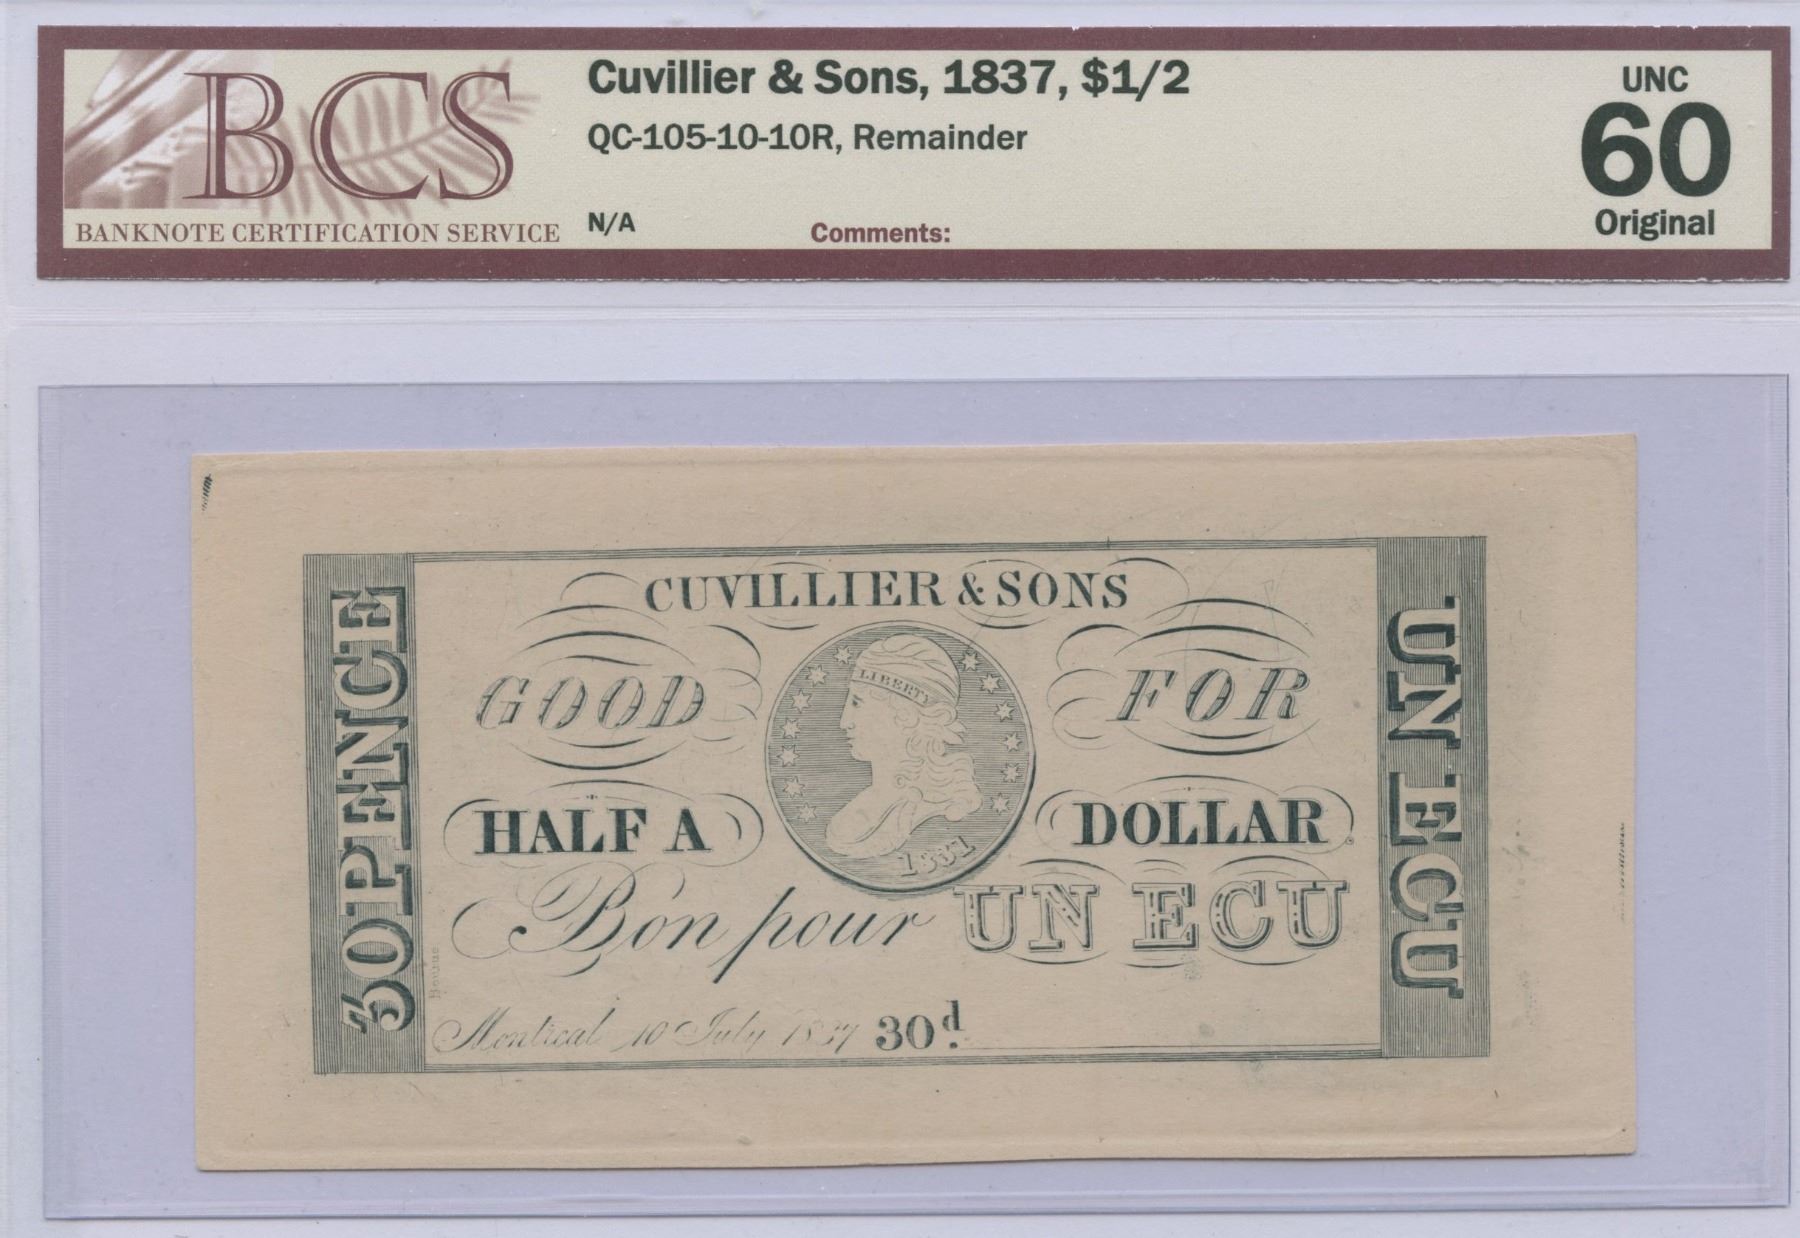 BCS
BANKNOTE CERTIFICATION SERVICE
Cuvillier & Sons, 1837, $1/2
QC-105-10-10R, Remainder
N/A
Comments:
UNC
60
Original
30 PENCE
CUVILLIER & SONS
GOOD FOR
LIBERTY
HALF A DOLLAR
1837
Bon pour UN ECU
Bourne
Montreal 10 July 1837 30d.
UN ECU